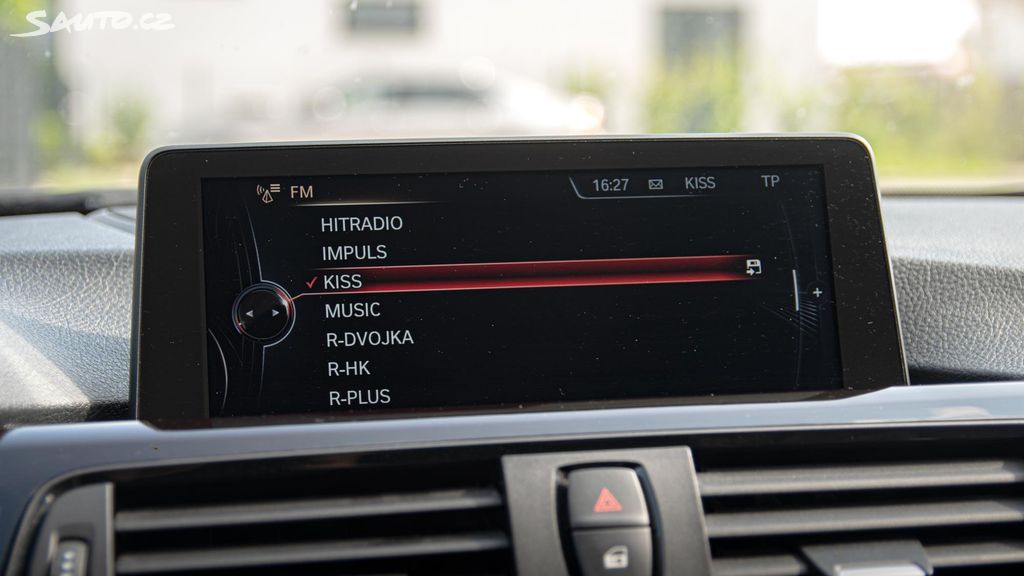 Sauto.cz
FM
16:27 KISS TP
HITRADIO
IMPULS
KISS
MUSIC
R-DVOJKA
R-HK
R-PLUS